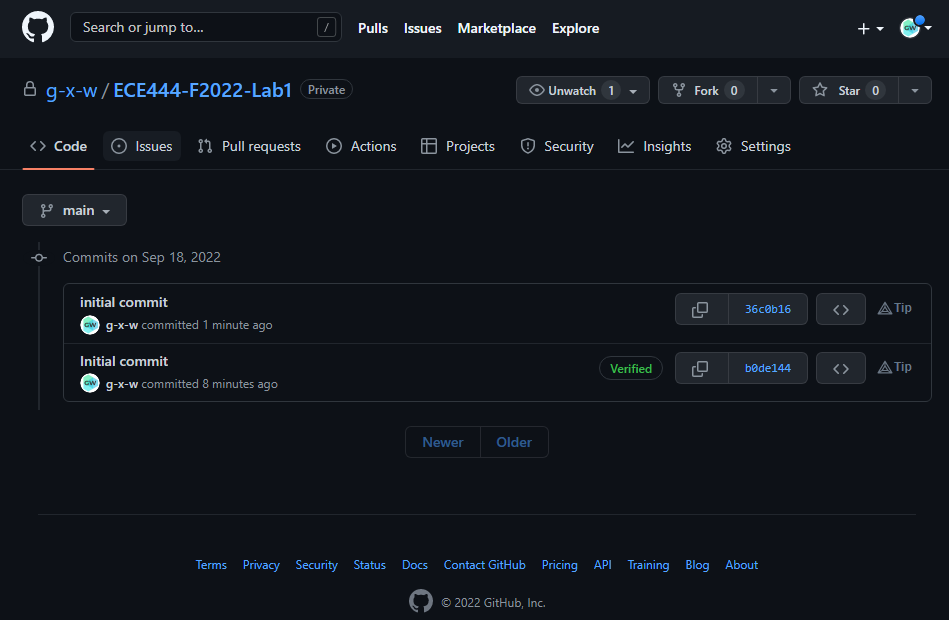 Search or jump to... / Pulls Issues Marketplace Explore
GW
g-x-w / ECE444-F2022-Lab1 Private Unwatch 1 Fork 0 Star 0
Code Issues Pull requests Actions Projects Security Insights Settings
main
Commits on Sep 18, 2022
initial commit
GW g-x-w committed 1 minute ago 36c0b16 Tip
Initial commit
GW g-x-w committed 8 minutes ago Verified b0de144 Tip
Newer Older
Terms Privacy Security Status Docs Contact GitHub Pricing API Training Blog About
© 2022 GitHub, Inc.